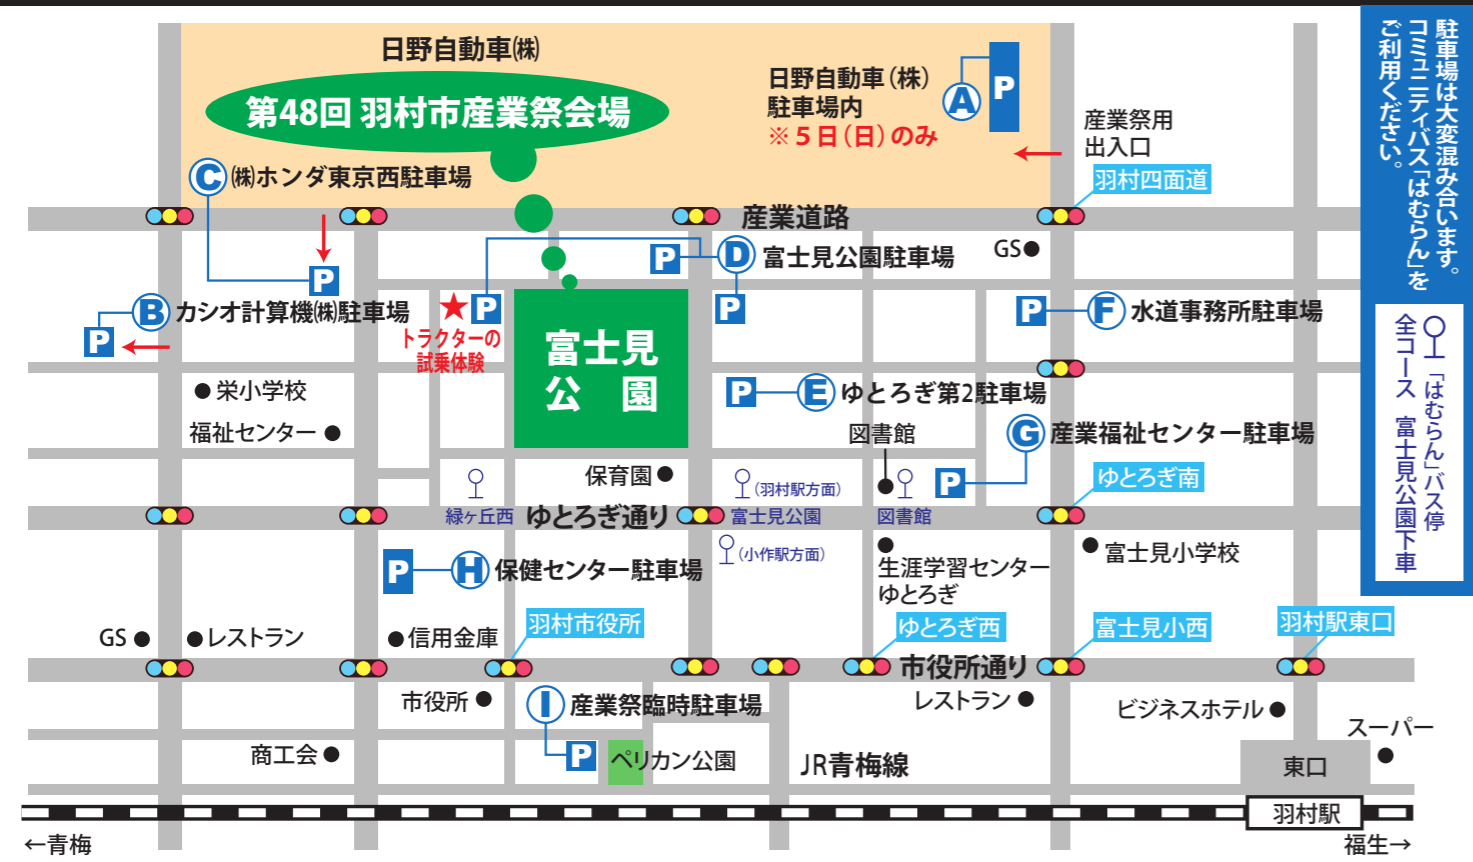 日野自動車㈱
第48回 羽村市産業祭会場
日野自動車（株）
駐車場内
※５日（日）のみ
A
P
産業祭用
出入口
羽村四面道
駐車場は大変混み合います。
コミュニティバス「はむらん」を
ご利用ください。
「はむらん」バス停
全コース 富士見公園下車
C
㈱ホンダ東京西駐車場
P
産業道路
GS
P
D
富士見公園駐車場
P
P
B
カシオ計算機㈱駐車場
P
★
トラクターの
試乗体験
富士見
公 園
P
F
水道事務所駐車場
P
E
ゆとろぎ第2駐車場
栄小学校
福祉センター
図書館
G
産業福祉センター駐車場
P
保育園
(羽村駅方面)
ゆとろぎ南
緑ヶ丘西
ゆとろぎ通り
富士見公園
図書館
(小作駅方面)
富士見小学校
生涯学習センター
ゆとろぎ
P
H
保健センター駐車場
GS
レストラン
信用金庫
羽村市役所
ゆとろぎ西
富士見小西
羽村駅東口
市役所通り
市役所
I
産業祭臨時駐車場
レストラン
ビジネスホテル
スーパー
商工会
P
ペリカン公園
JR青梅線
東口
羽村駅
←青梅
福生→